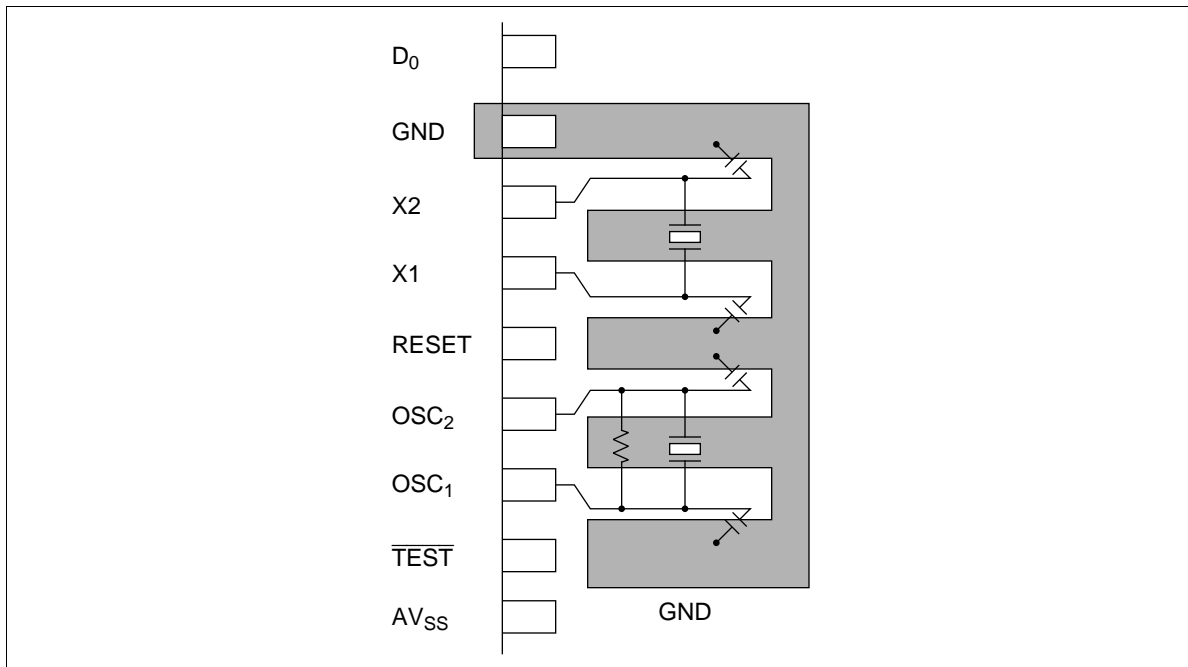 D0
GND
X2
X1
RESET
OSC2
OSC1
TEST
AVSS
GND